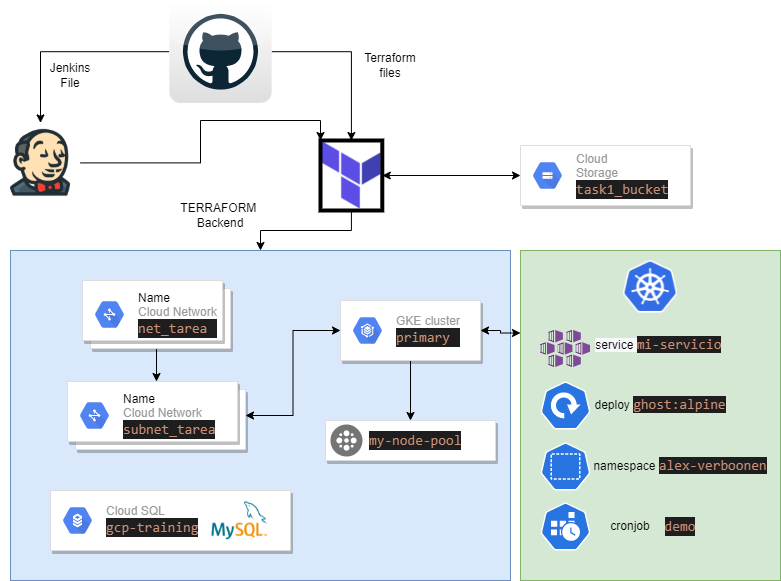 Jenkins
File
Terraform
files
Cloud
Storage
task1_bucket
TERRAFORM
Backend
Name
Cloud Network
net_tarea
GKE cluster
primary
service mi-servicio
Name
Cloud Network
subnet_tarea
deploy ghost:alpine
my-node-pool
namespace alex-verboonen
Cloud SQL
gcp-training
MySQL
cronjob demo